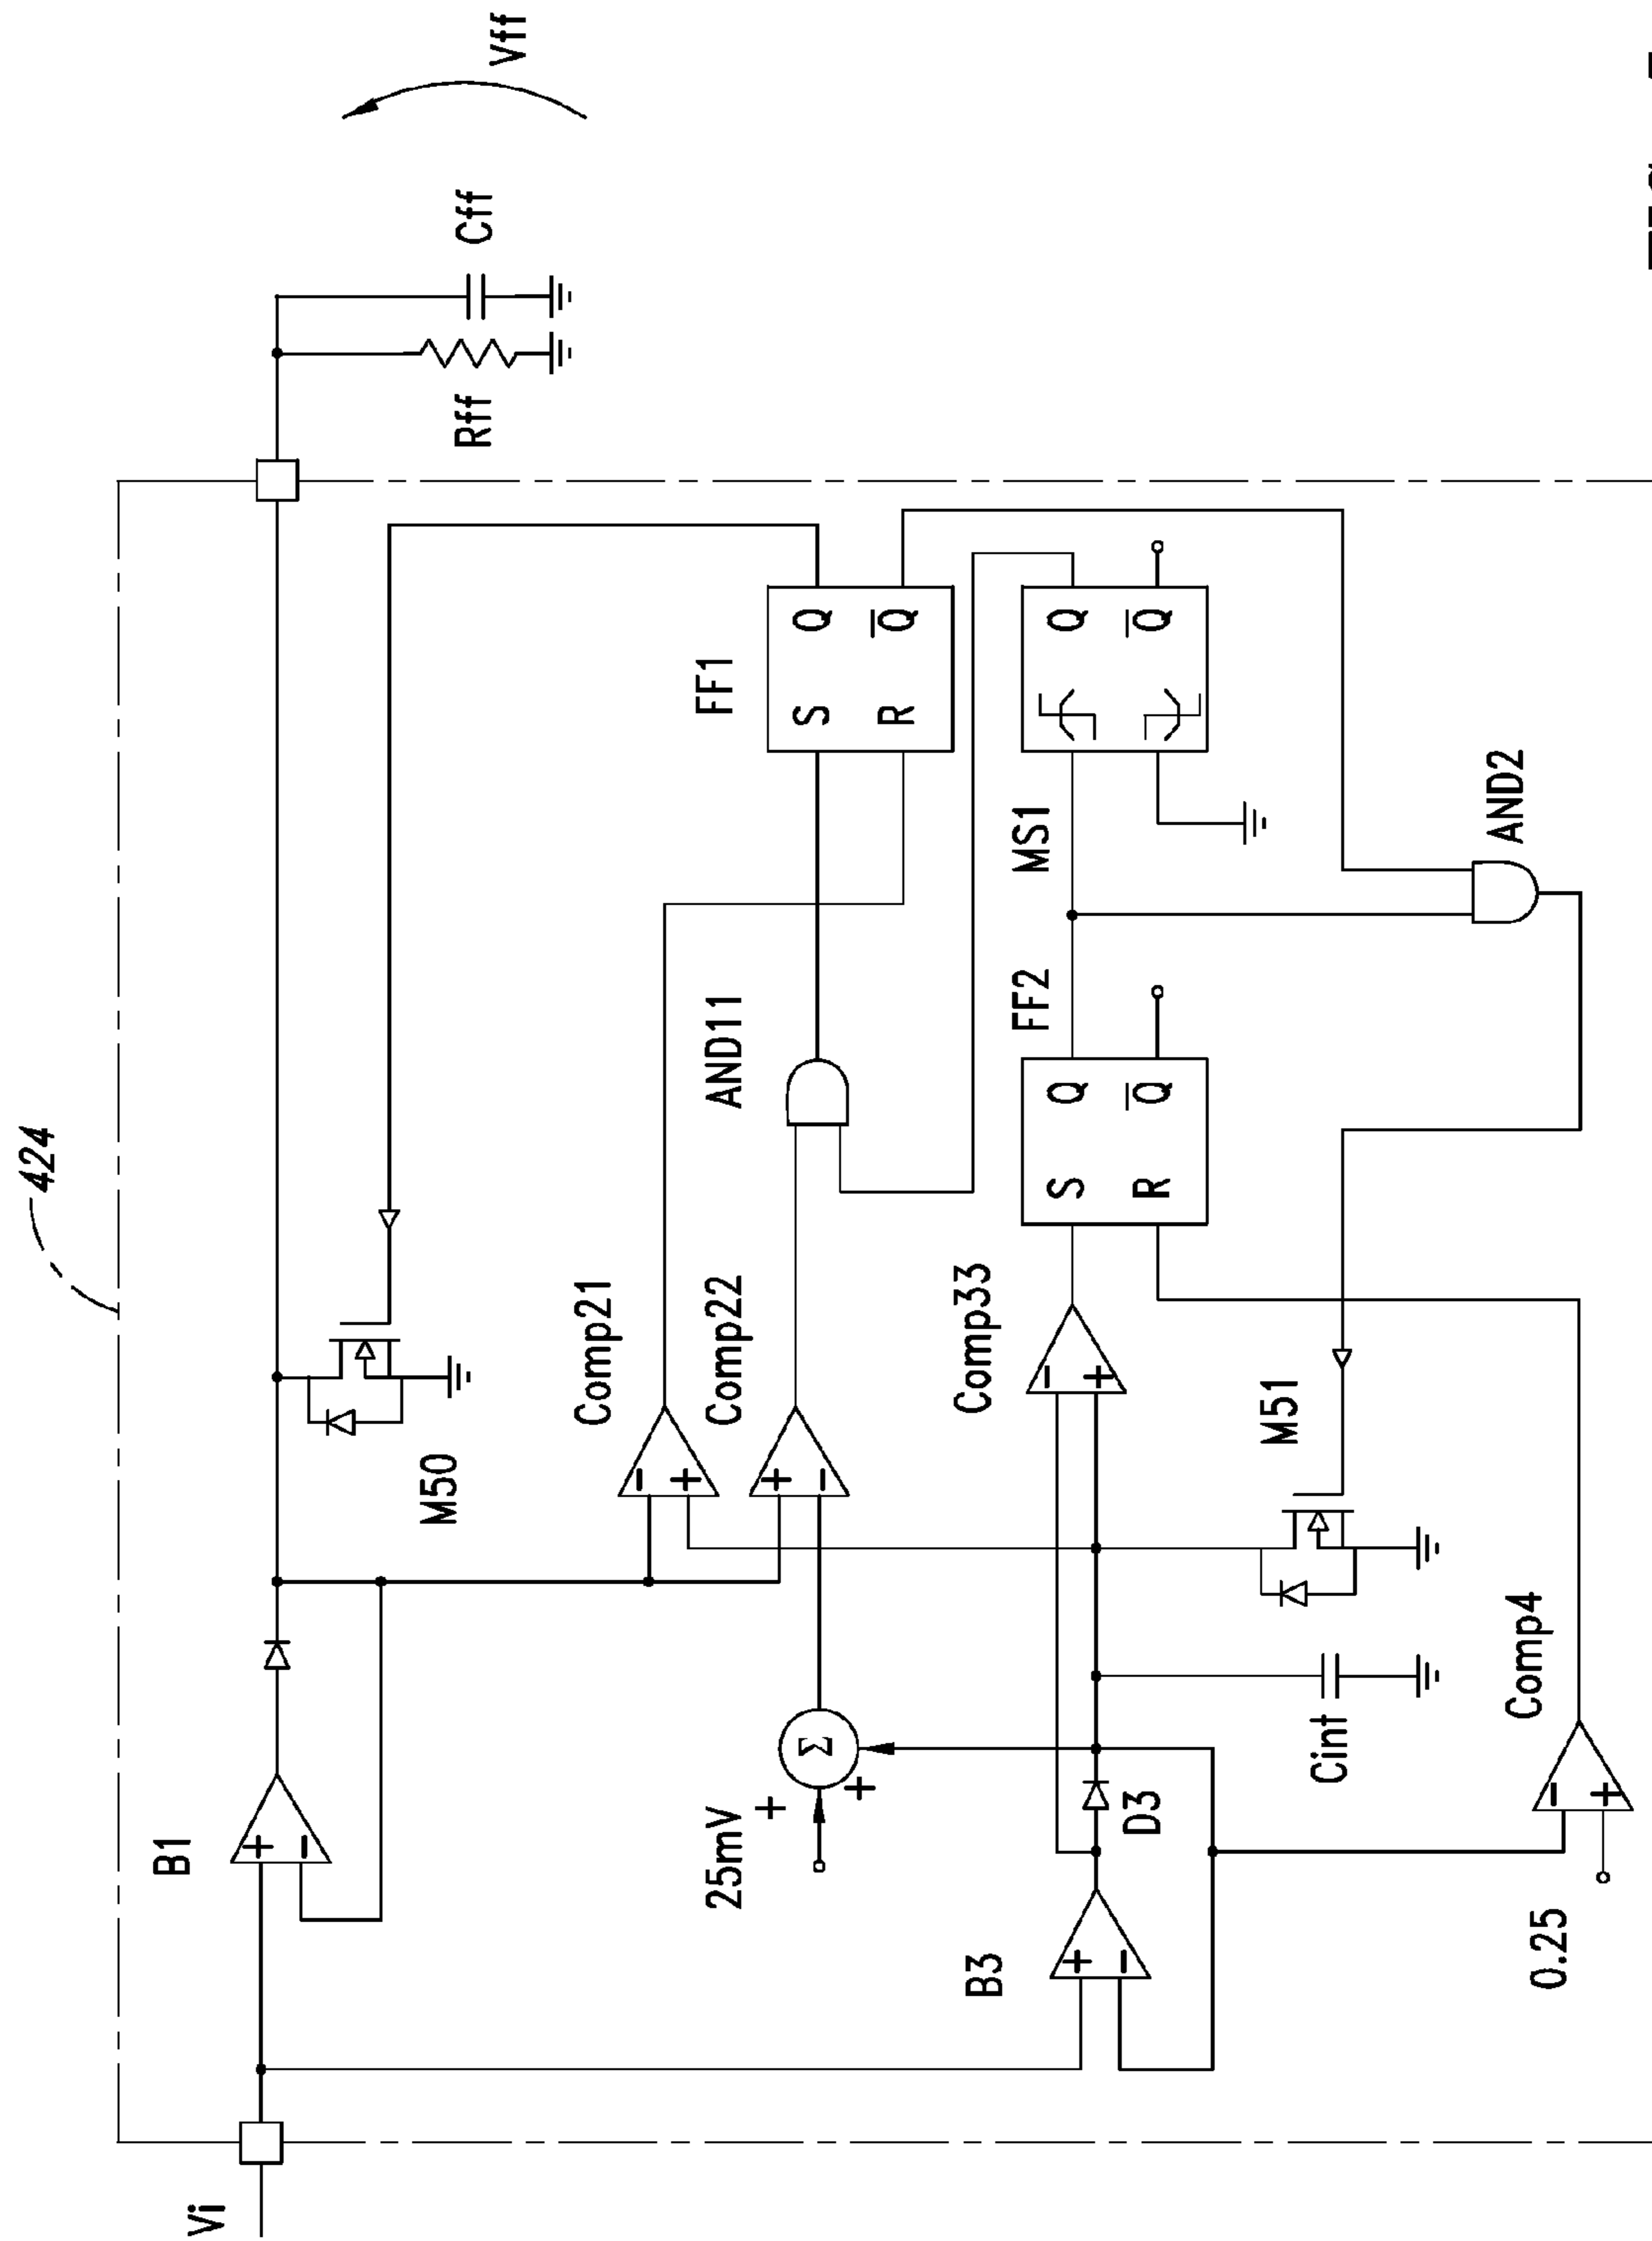 424
Vi
B1
M50
Rff
Cff
Vff
+
−
Comp21
−
+
25mV
+
+
Σ
Comp22
+
−
AND11
FF1
S
Q
R
Q̅
B3
+
−
D3
Comp33
−
+
FF2
S
Q
R
Q̅
MS1
Q
Q̅
Cint
M51
0.25
Comp4
−
+
AND2